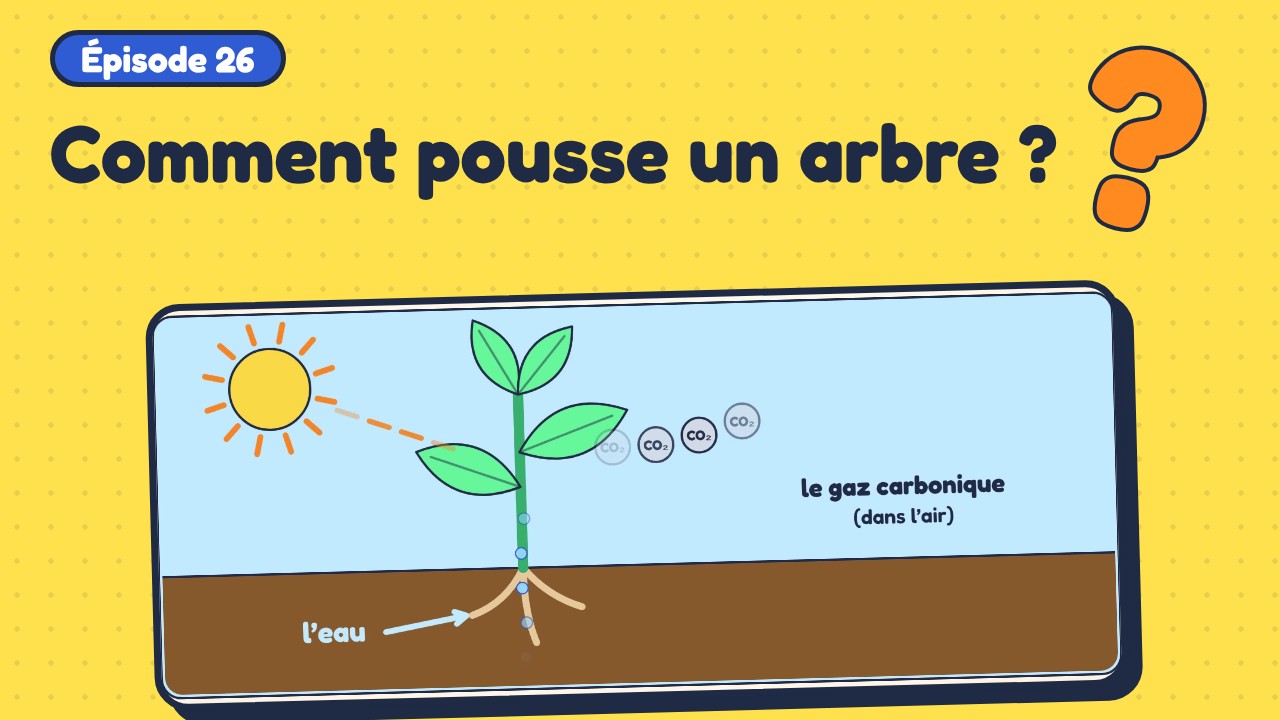 Épisode 26
Comment pousse un arbre ?
?
CO₂
CO₂
CO₂
CO₂
le gaz carbonique
(dans l’air)
l’eau